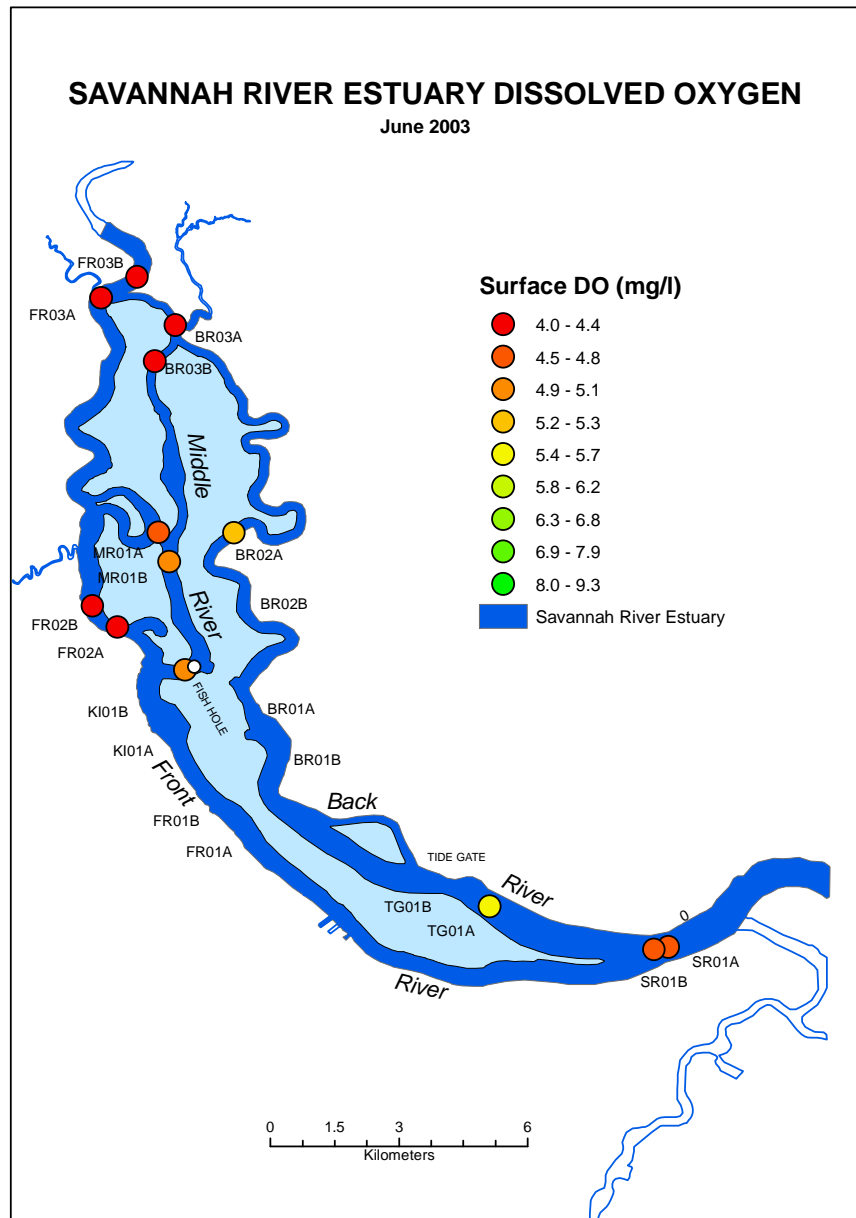 SAVANNAH RIVER ESTUARY DISSOLVED OXYGEN
June 2003
FR03B
FR03A
BR03A
BR03B
Surface DO (mg/l)
4.0 - 4.4
4.5 - 4.8
4.9 - 5.1
5.2 - 5.3
5.4 - 5.7
5.8 - 6.2
6.3 - 6.8
6.9 - 7.9
8.0 - 9.3
Savannah River Estuary
Middle
River
MR01A
MR01B
BR02A
BR02B
FR02B
FR02A
FISH HOLE
KI01B
KI01A
BR01A
BR01B
Front
River
FR01B
FR01A
Back
River
TIDE GATE
TG01B
TG01A
0
SR01A
SR01B
0 1.5 3 6
Kilometers